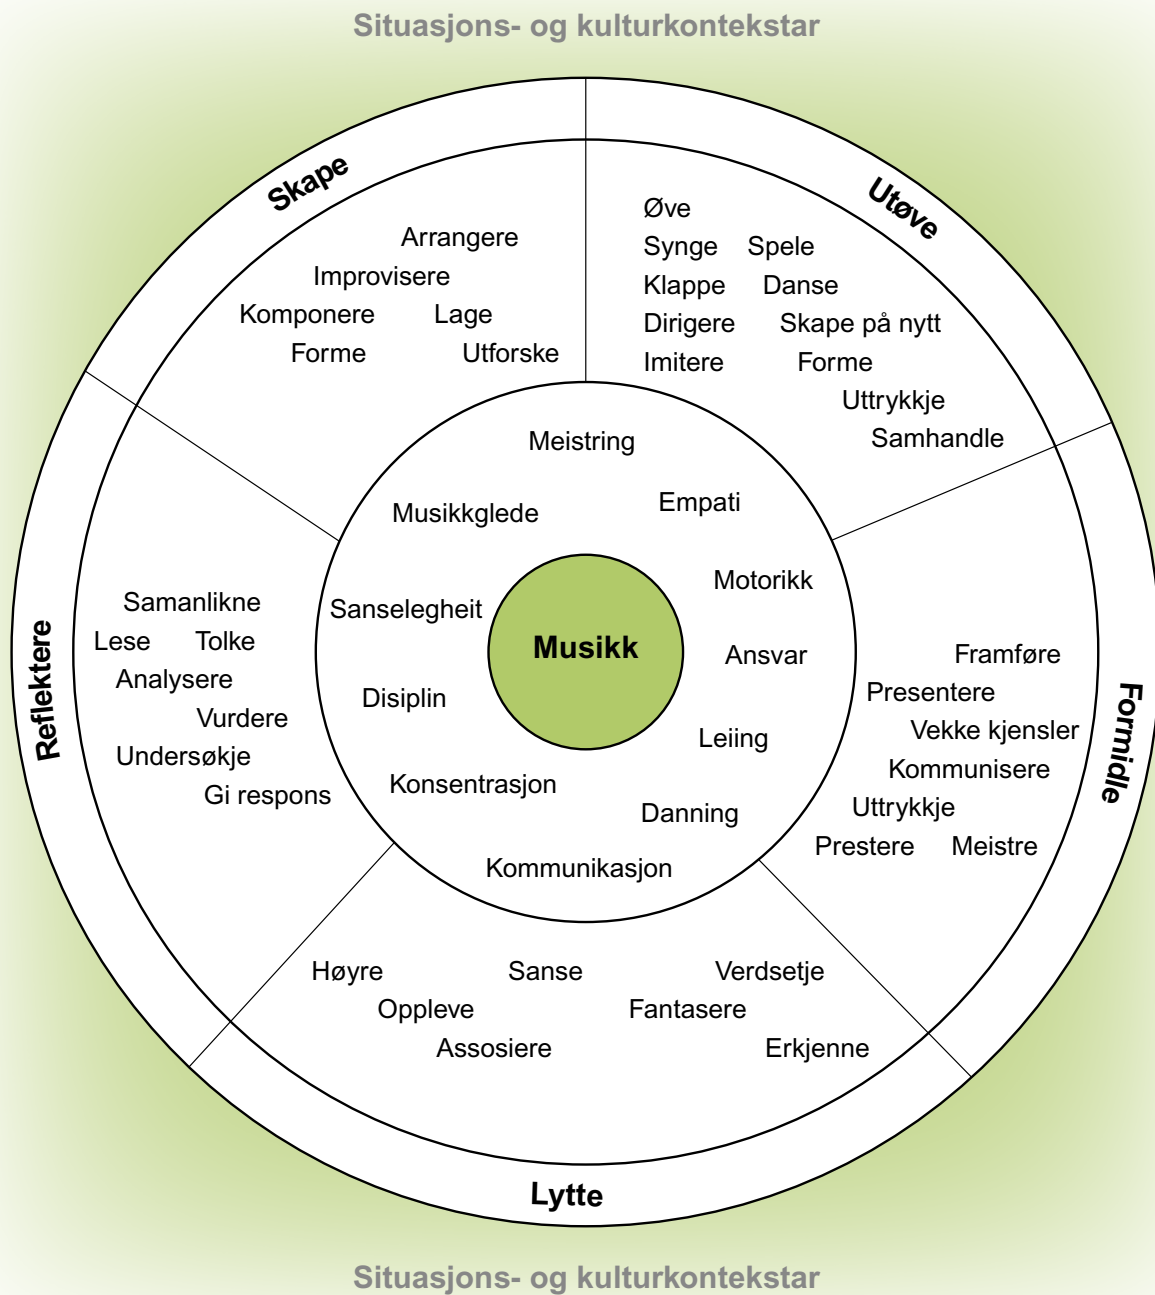 Situasjons- og kulturkontekstar
Skape
Arrangere
Improvisere
Komponere Lage
Forme Utforske
Utøve
Øve
Synge Spele
Klappe Danse
Dirigere Skape på nytt
Imitere Forme
Uttrykkje
Samhandle
Formidle
Framføre
Presentere
Vekke kjensler
Kommunisere
Uttrykkje
Prestere Meistre
Lytte
Høyre Sanse Verdsetje
Oppleve Fantasere
Assosiere Erkjenne
Reflektere
Samanlikne
Lese Tolke
Analysere
Vurdere
Undersøkje
Gi respons
Meistring
Empati
Musikkglede
Motorikk
Sanselegheit
Ansvar
Disiplin
Leiing
Konsentrasjon
Danning
Kommunikasjon
Musikk
Situasjons- og kulturkontekstar